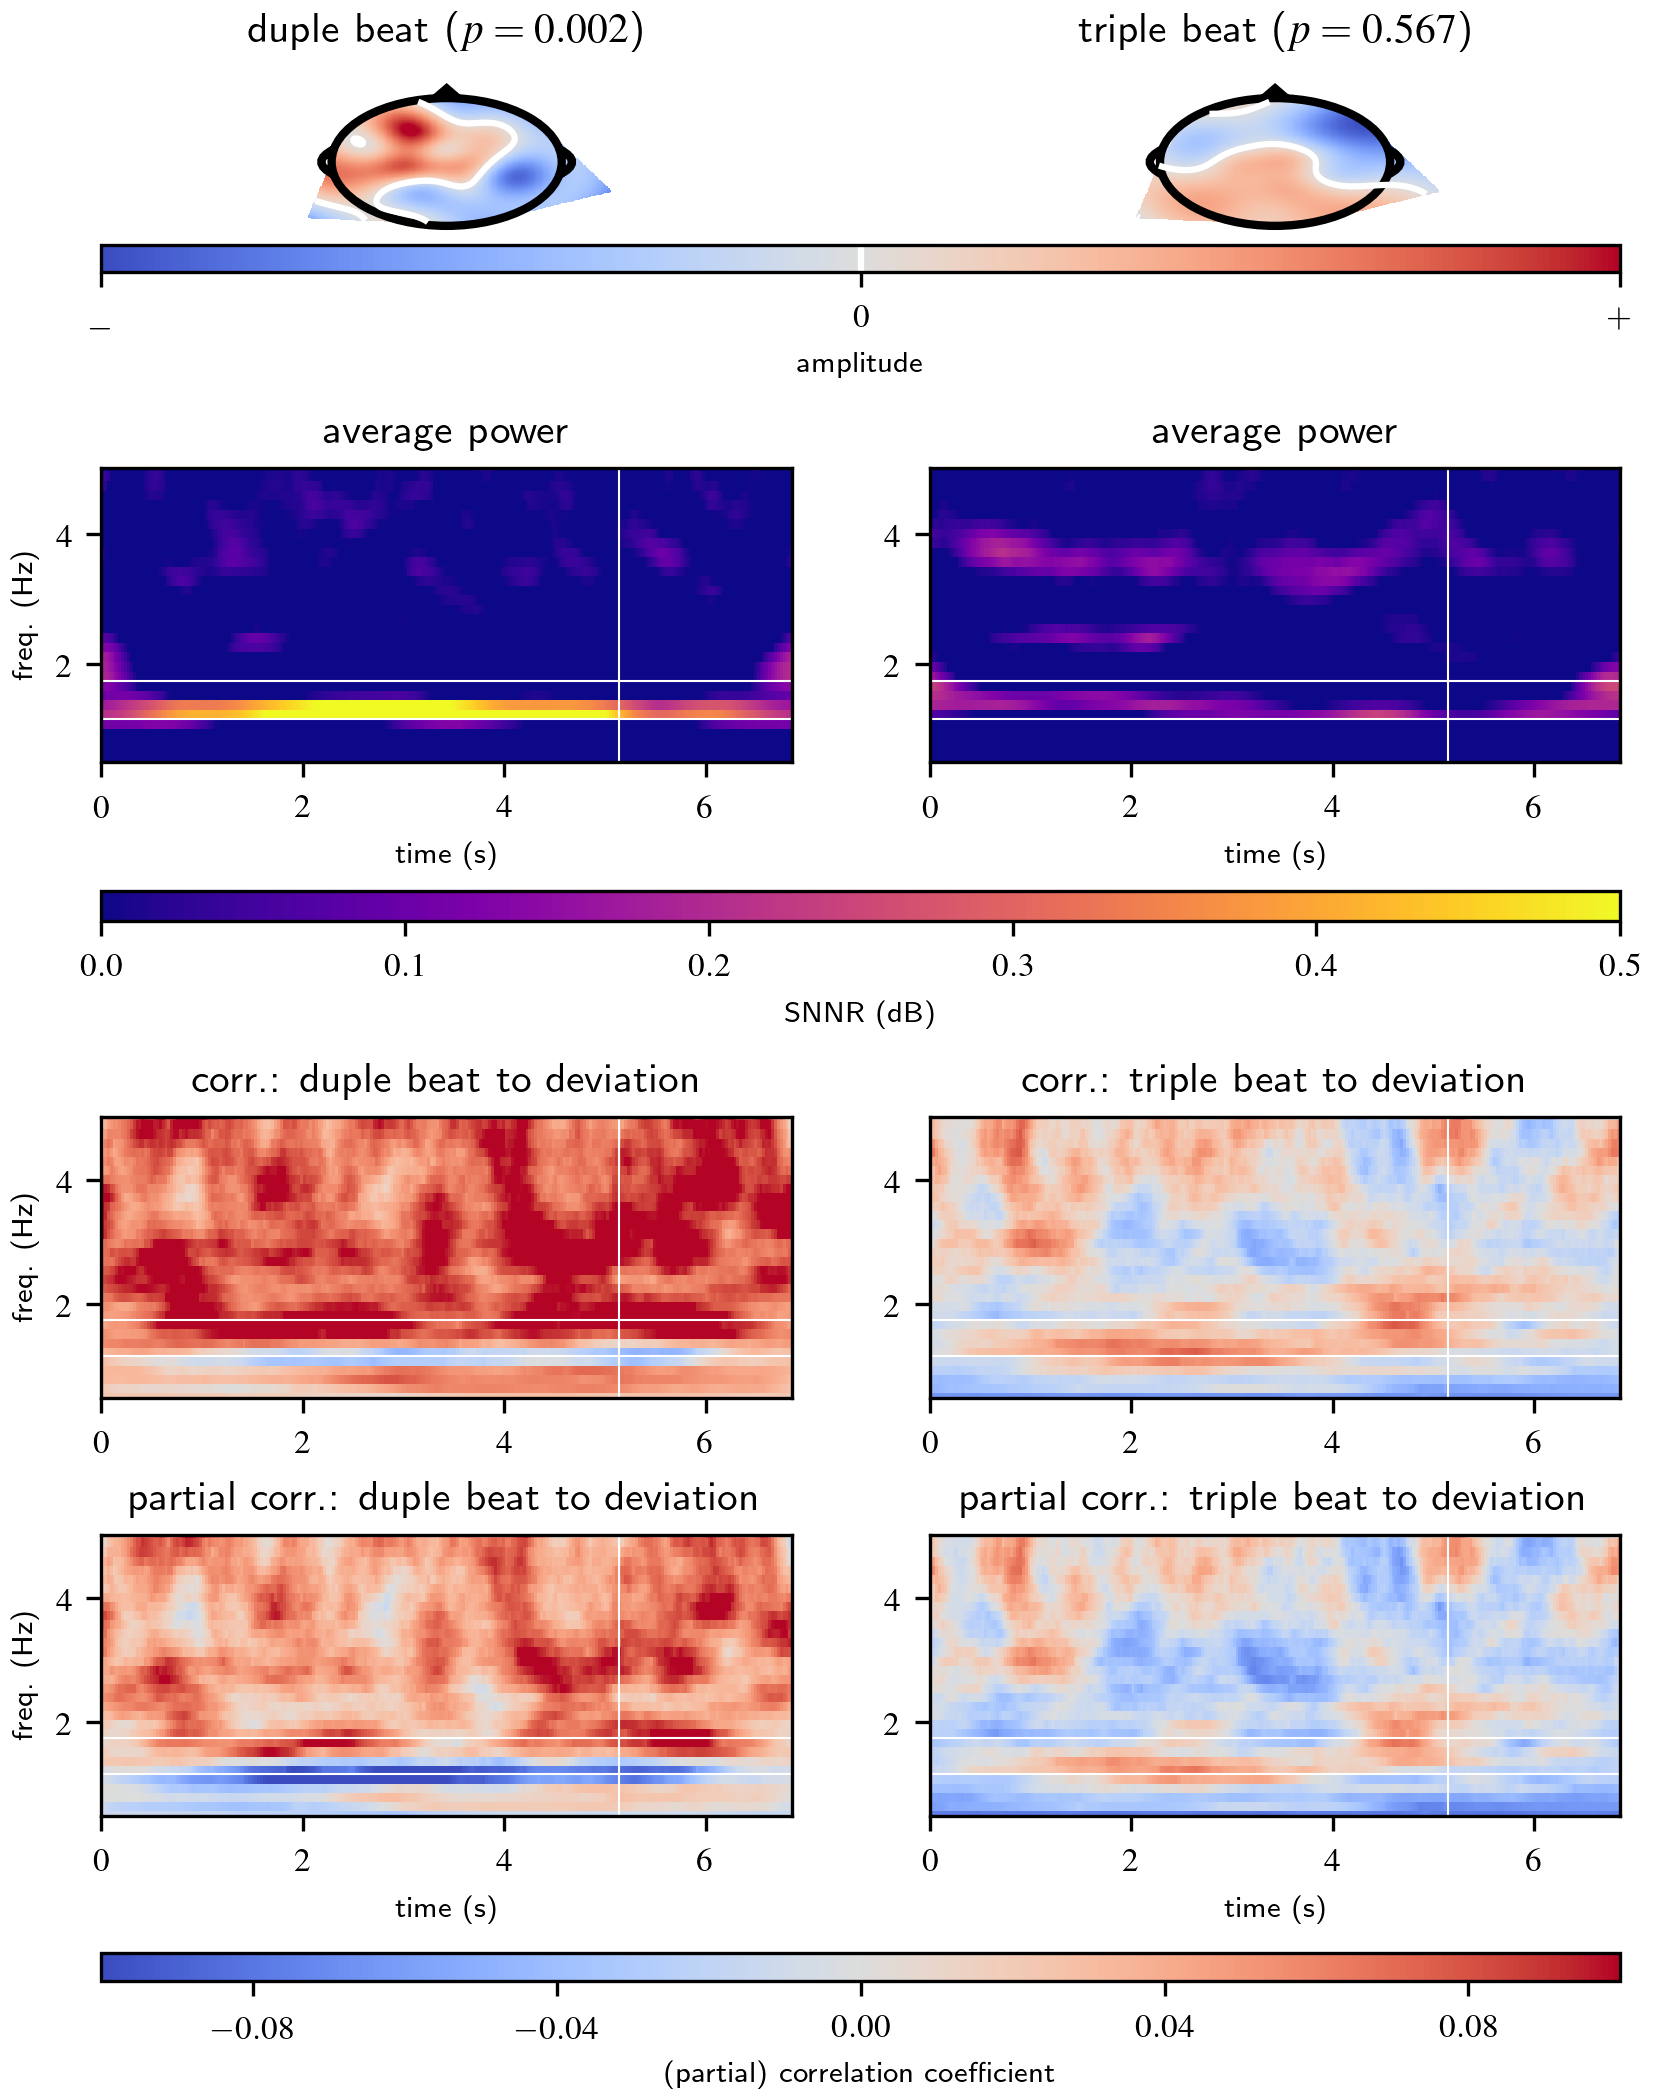 duple beat (p = 0.002)
triple beat (p = 0.567)
− 0 +
amplitude
average power
average power
freq. (Hz)
4
2
4
2
0 2 4 6
0 2 4 6
time (s)
time (s)
0.0 0.1 0.2 0.3 0.4 0.5
SNNR (dB)
corr.: duple beat to deviation
corr.: triple beat to deviation
freq. (Hz)
4
2
4
2
0 2 4 6
0 2 4 6
partial corr.: duple beat to deviation
partial corr.: triple beat to deviation
freq. (Hz)
4
2
4
2
0 2 4 6
0 2 4 6
time (s)
time (s)
−0.08 −0.04 0.00 0.04 0.08
(partial) correlation coefficient